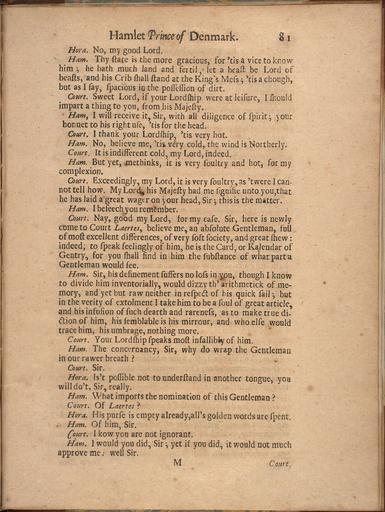 Hamlet Prince of Denmark. 81
Hora. No, my good Lord.
Ham. Thy ſtate is the more gracious, for 'tis a vice to know
him ; he hath much land and fertil, let a beaſt be Lord of
beaſts, and his Crib ſhall ſtand at the King's Meſs; 'tis a chough,
but as I ſay, ſpacious in the poſſeſſion of dirt.
Court. Sweet Lord, if your Lordſhip were at leiſure, I ſhould
impart a thing to you, from his Majeſty.
Ham, I will receive it, Sir, with all diligence of ſpirit; your
bonnet to his right uſe, 'tis for the head.
Court. I thank your Lordſhip, 'tis very hot.
Ham. No, believe me, 'tis very cold, the wind is Northerly.
Court. It is indifferent cold, my Lord, indeed.
Ham. But yet, methinks, it is very ſoultry and hot, for my
complexion.
Court. Exceedingly, my Lord, it is very ſoultry, as 'twere I can-
not tell how. My Lord, his Majeſty bad me ſignifie unto you, that
he has laid a great wager on your head, Sir; this is the matter.
Ham. I beſeech you remember.
Court. Nay, good my Lord, for my eaſe. Sir, here is newly
come to Court Laertes, believe me, an abſolute Gentleman, full
of moſt excellent differences, of very ſoft ſociety, and great ſhew :
indeed, to ſpeak feelingly of him, he is the Card, or Kalendar of
Gentry, for you ſhall find in him the ſubſtance of what part a
Gentleman would ſee.
Ham. Sir, his definement ſuffers no loſs in you, though I know
to divide him inventorially, would dizzy th' arithmetick of me-
mory, and yet but raw neither in reſpect of his quick ſail ; but
in the verity of extolment I take him to be a ſoul of great article,
and his infuſion of ſuch dearth and rareneſs, as to make true di-
ction of him, his ſemblable is his mirrour, and who elſe would
trace him, his umbrage, nothing more.
Court. Your Lordſhip ſpeaks moſt infallibly of him.
Ham. The concernancy, Sir, why do wrap the Gentleman
in our rawer breath ?
Court. Sir.
Hora. Is't poſſible not to underſtand in another tongue, you
will do't, Sir, really.
Ham. What imports the nomination of this Gentleman ?
Court. Of Laertes ?
Hora. His purſe is empty already, all's golden words are ſpent.
Ham. Of him, Sir.
Court. I kow you are not ignorant.
Ham. I would you did, Sir ; yet if you did, it would not much
approve me. well Sir.
M Court.